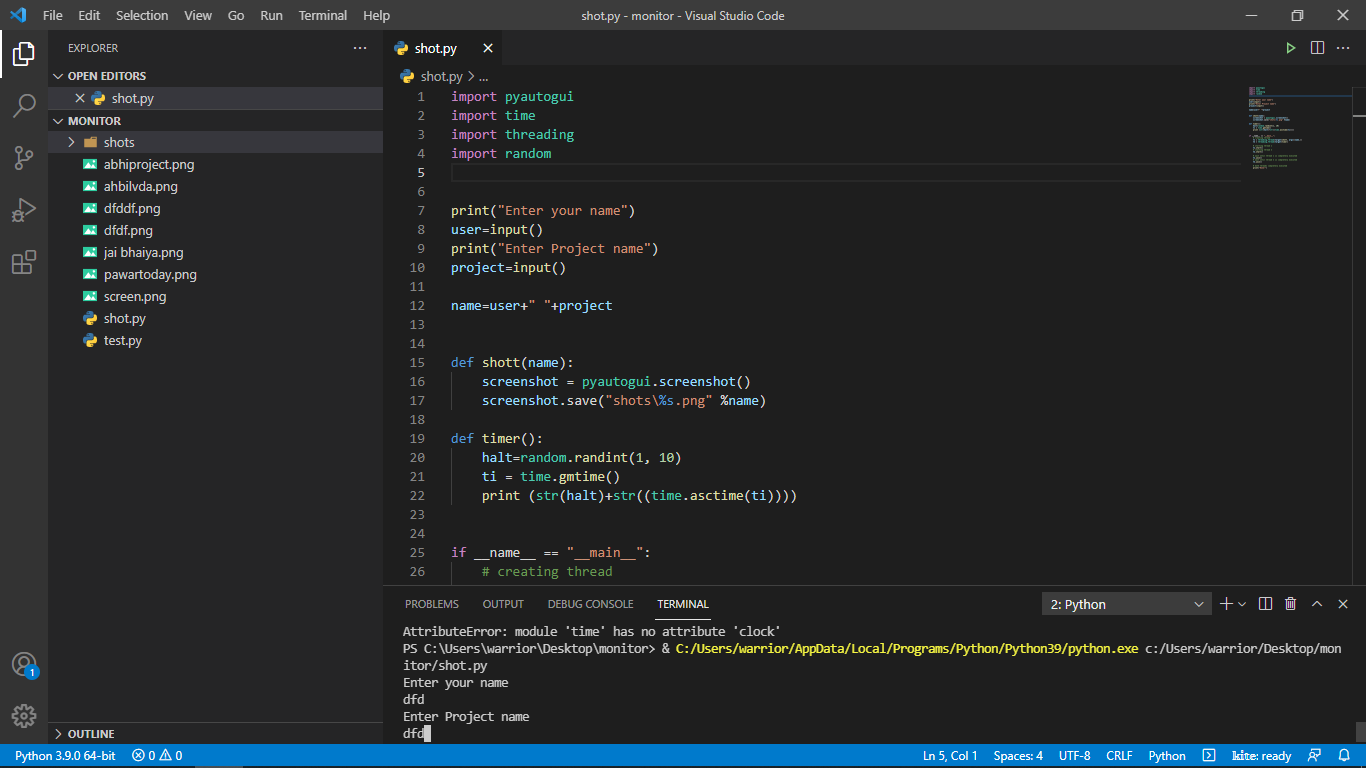 File Edit Selection View Go Run Terminal Help
shot.py - monitor - Visual Studio Code
EXPLORER
OPEN EDITORS
shot.py
MONITOR
shots
abhiproject.png
ahbilvda.png
dfddf.png
dfdf.png
jai bhaiya.png
pawartoday.png
screen.png
shot.py
test.py
OUTLINE
shot.py
shot.py > ...
1 import pyautogui
2 import time
3 import threading
4 import random
5
6
7 print("Enter your name")
8 user=input()
9 print("Enter Project name")
10 project=input()
11
12 name=user+" "+project
13
14
15 def shott(name):
16 screenshot = pyautogui.screenshot()
17 screenshot.save("shots\%s.png" %name)
18
19 def timer():
20 halt=random.randint(1, 10)
21 ti = time.gmtime()
22 print (str(halt)+str((time.asctime(ti))))
23
24
25 if __name__ == "__main__":
26 # creating thread
PROBLEMS OUTPUT DEBUG CONSOLE TERMINAL
2: Python
AttributeError: module 'time' has no attribute 'clock'
PS C:\Users\warrior\Desktop\monitor> & C:/Users/warrior/AppData/Local/Programs/Python/Python39/python.exe c:/Users/warrior/Desktop/mon
itor/shot.py
Enter your name
dfd
Enter Project name
dfd
1
Python 3.9.0 64-bit 0 0 Ln 5, Col 1 Spaces: 4 UTF-8 CRLF Python kite: ready